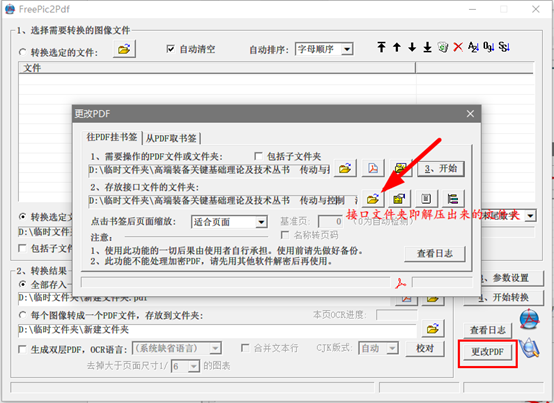 FreePic2Pdf
1、选择需要转换的图像文件
转换选定的文件:
自动清空
自动排序:
字母顺序
文件
更改PDF
往PDF挂书签
从PDF取书签
1、需要操作的PDF文件或文件夹:
包括子文件夹
D:\临时文件夹\高端装备关键基础理论及技术丛书 传动与
3、开始
2、存放接口文件的文件夹:
D:\临时文件夹\高端装备关键基础理论及技术丛书 传动与控制
接口文件夹即解压出来的文件夹
点击书签后页面缩放:
适合页面
基准页:
0
(0为自动检测)
注意:
名称转页码
1、使用此功能的一切后果由使用者自行承担。使用前请先做好备份。
2、此功能不能处理加密PDF，请先用其他软件解密后再使用。
查看日志
转换选定文
末尾数字
D:\临时文件
包括子文件
2、转换结果
全部存入一
D:\临时文件夹\新建文件夹.pdf
、参数设置
4、开始转换
每个图像转成一个PDF文件，存放到文件夹:
本页OCR进度:
D:\临时文件夹\新建文件夹
查看日志
生成双层PDF，OCR语言:
(系统缺省语言)
合并文本行
CJK版式
自动
校对
更改PDF
去掉大于页面尺寸1/
6
的图表